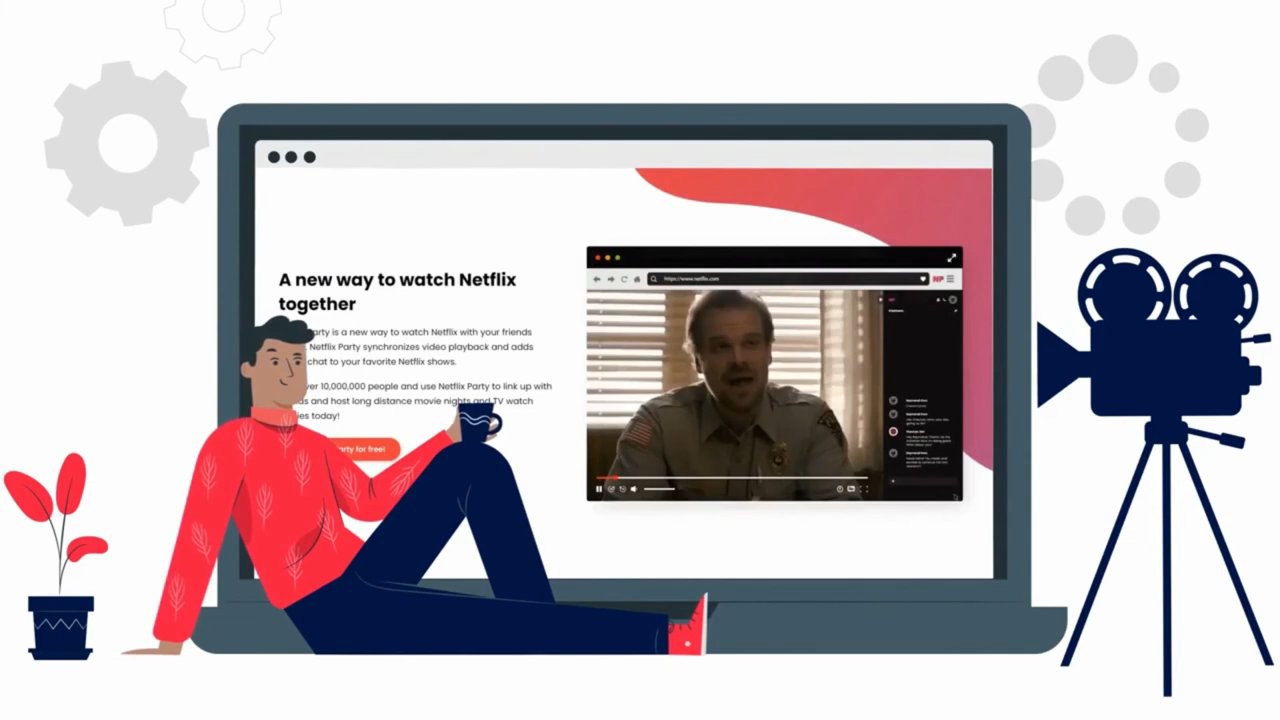 A new way to watch Netflix
together
arty is a new way to watch Netflix with your friends
Netflix Party synchronizes video playback and adds
chat to your favorite Netflix shows.
ver 10,000,000 people and use Netflix Party to link up with
ds and host long distance movie nights and TV watch
ies today!
arty for free!
https://www.netflix.com
NP